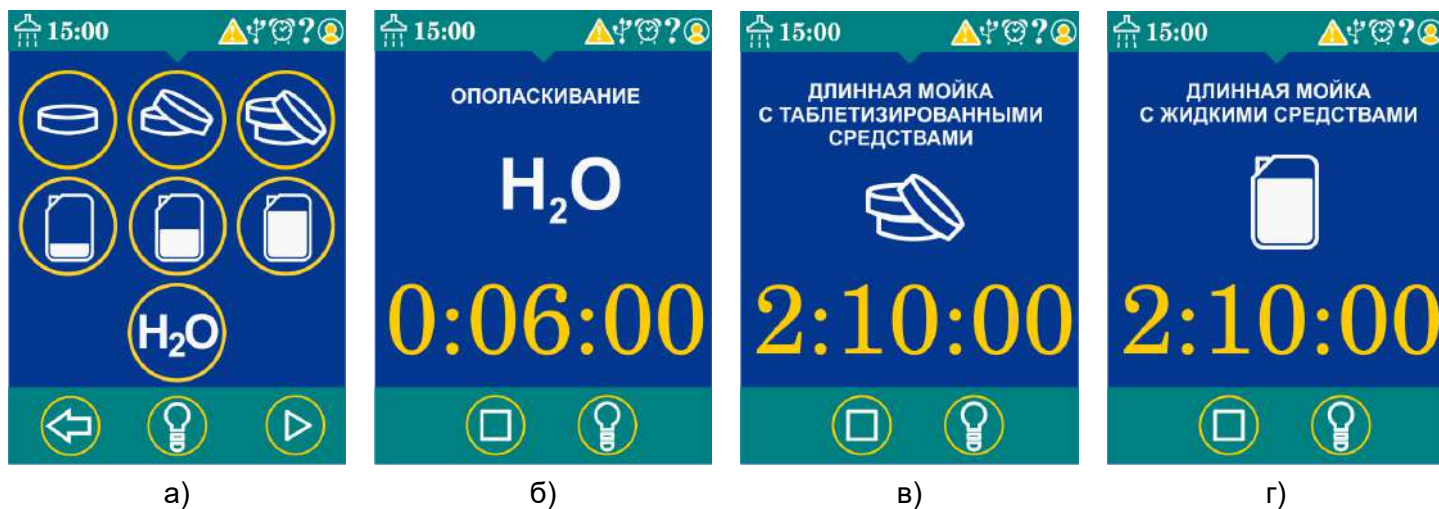 15:00 ?
H₂O
а)
15:00 ?
ОПОЛАСКИВАНИЕ
H₂O
0:06:00
б)
15:00 ?
ДЛИННАЯ МОЙКА
С ТАБЛЕТИЗИРОВАННЫМИ
СРЕДСТВАМИ
2:10:00
в)
15:00 ?
ДЛИННАЯ МОЙКА
С ЖИДКИМИ СРЕДСТВАМИ
2:10:00
г)